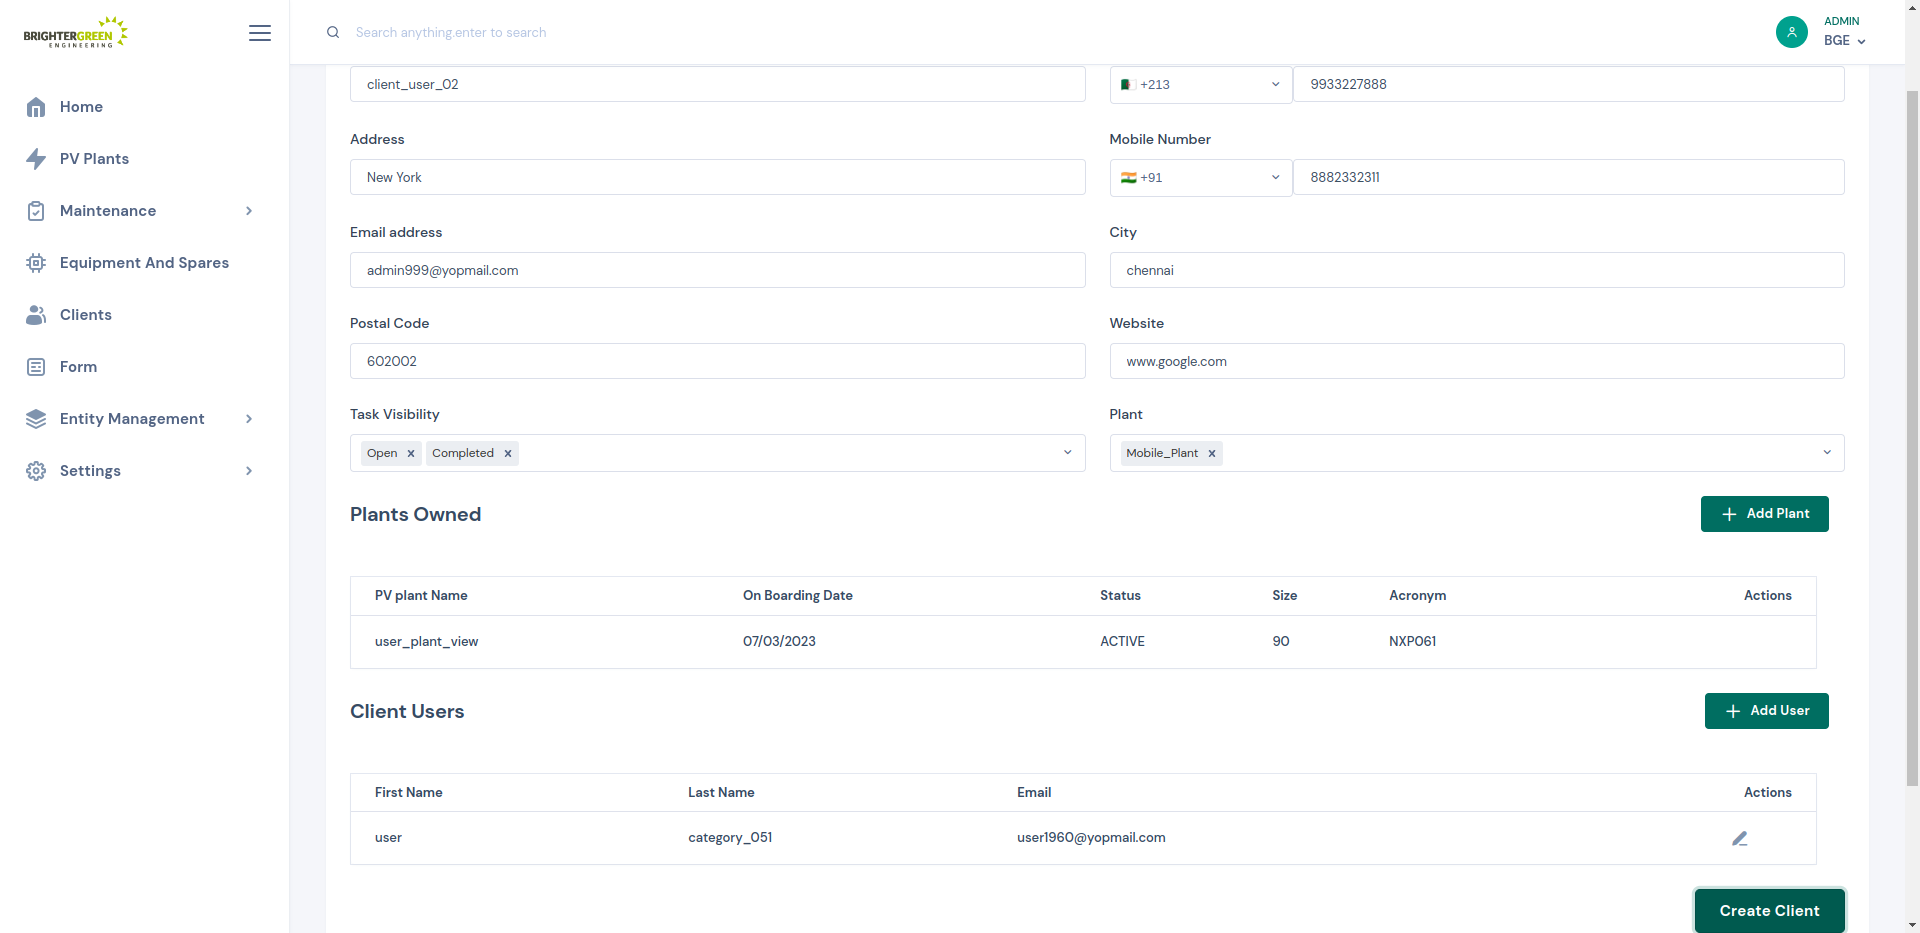 BRIGHTERGREEN
ENGINEERING
Search anything.enter to search
ADMIN
BGE
Home
PV Plants
Maintenance
Equipment And Spares
Clients
Form
Entity Management
Settings
client_user_02
+213
9933227888
Address
Mobile Number
New York
+91
8882332311
Email address
City
admin999@yopmail.com
chennai
Postal Code
Website
602002
www.google.com
Task Visibility
Plant
Open x Completed x
Mobile_Plant x
Plants Owned
+ Add Plant
PV plant Name On Boarding Date Status Size Acronym Actions
user_plant_view 07/03/2023 ACTIVE 90 NXP061
Client Users
+ Add User
First Name Last Name Email Actions
user category_051 user1960@yopmail.com
Create Client